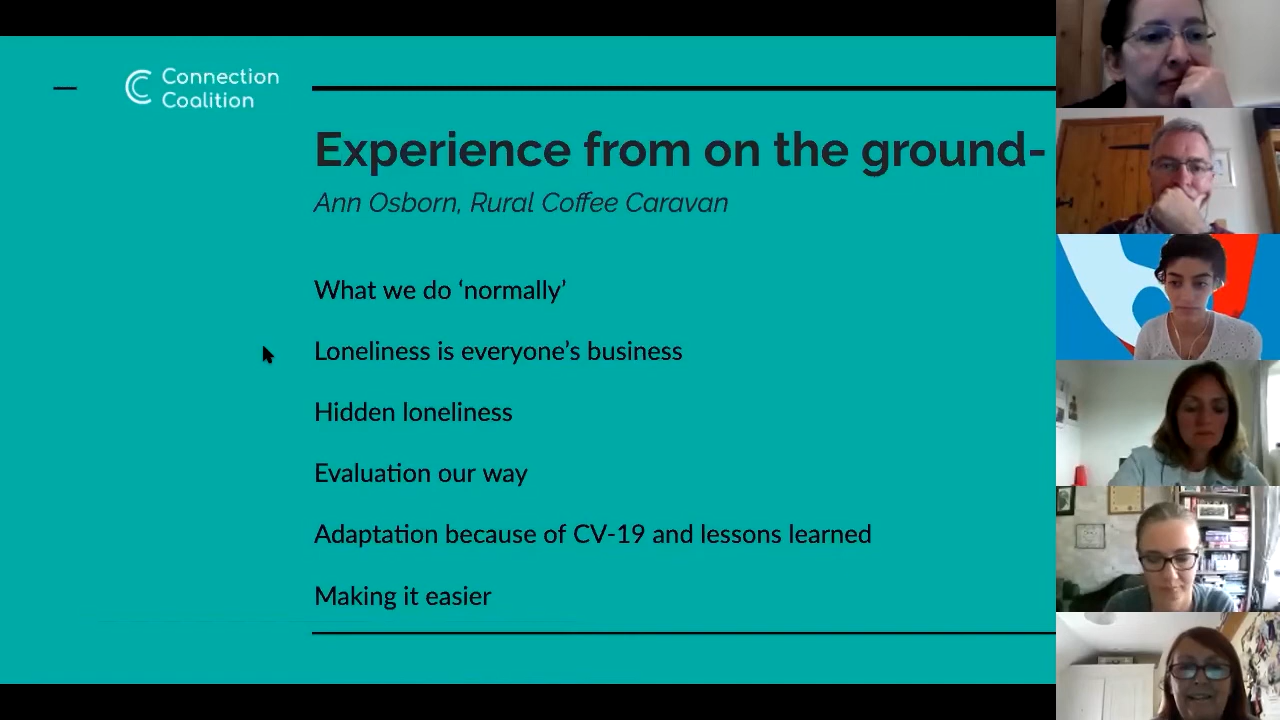 Connection
Coalition
Experience from on the ground-
Ann Osborn, Rural Coffee Caravan
What we do ‘normally’
Loneliness is everyone’s business
Hidden loneliness
Evaluation our way
Adaptation because of CV-19 and lessons learned
Making it easier